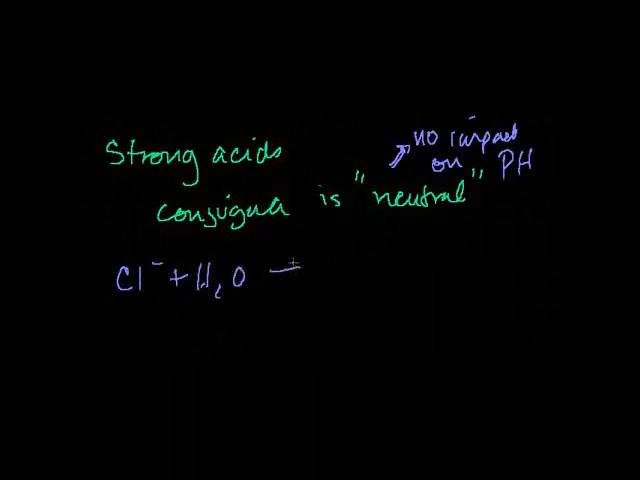 Strong acids
no impact
on PH
conjugate is "neutral"
Cl⁻ + H₂O →